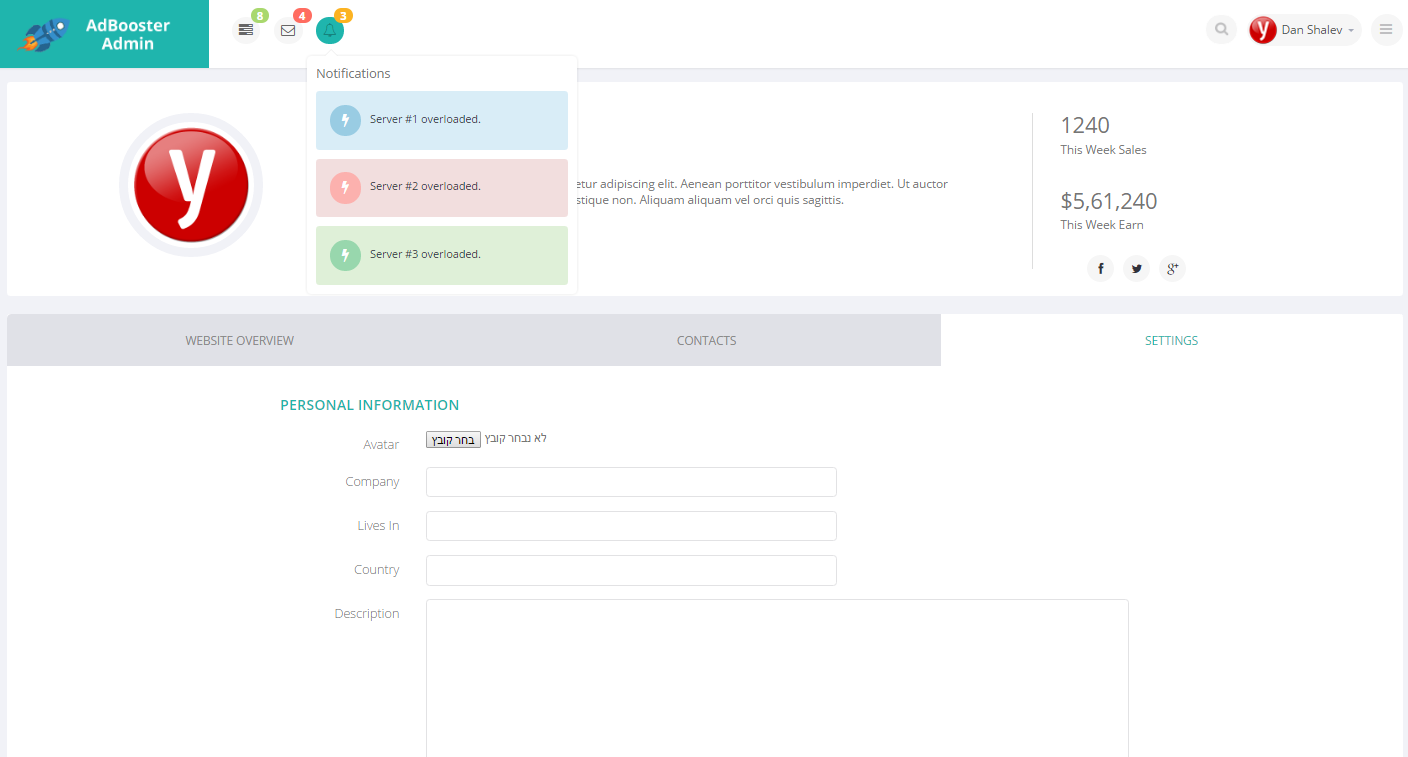 AdBooster
Admin
8
4
3
Dan Shalev
Notifications
Server #1 overloaded.
Server #2 overloaded.
Server #3 overloaded.
y
etur adipiscing elit. Aenean porttitor vestibulum imperdiet. Ut auctor
stique non. Aliquam aliquam vel orci quis sagittis.
1240
This Week Sales
$5,61,240
This Week Earn
WEBSITE OVERVIEW
CONTACTS
SETTINGS
PERSONAL INFORMATION
Avatar
בחר קובץ
לא נבחר קובץ
Company
Lives In
Country
Description